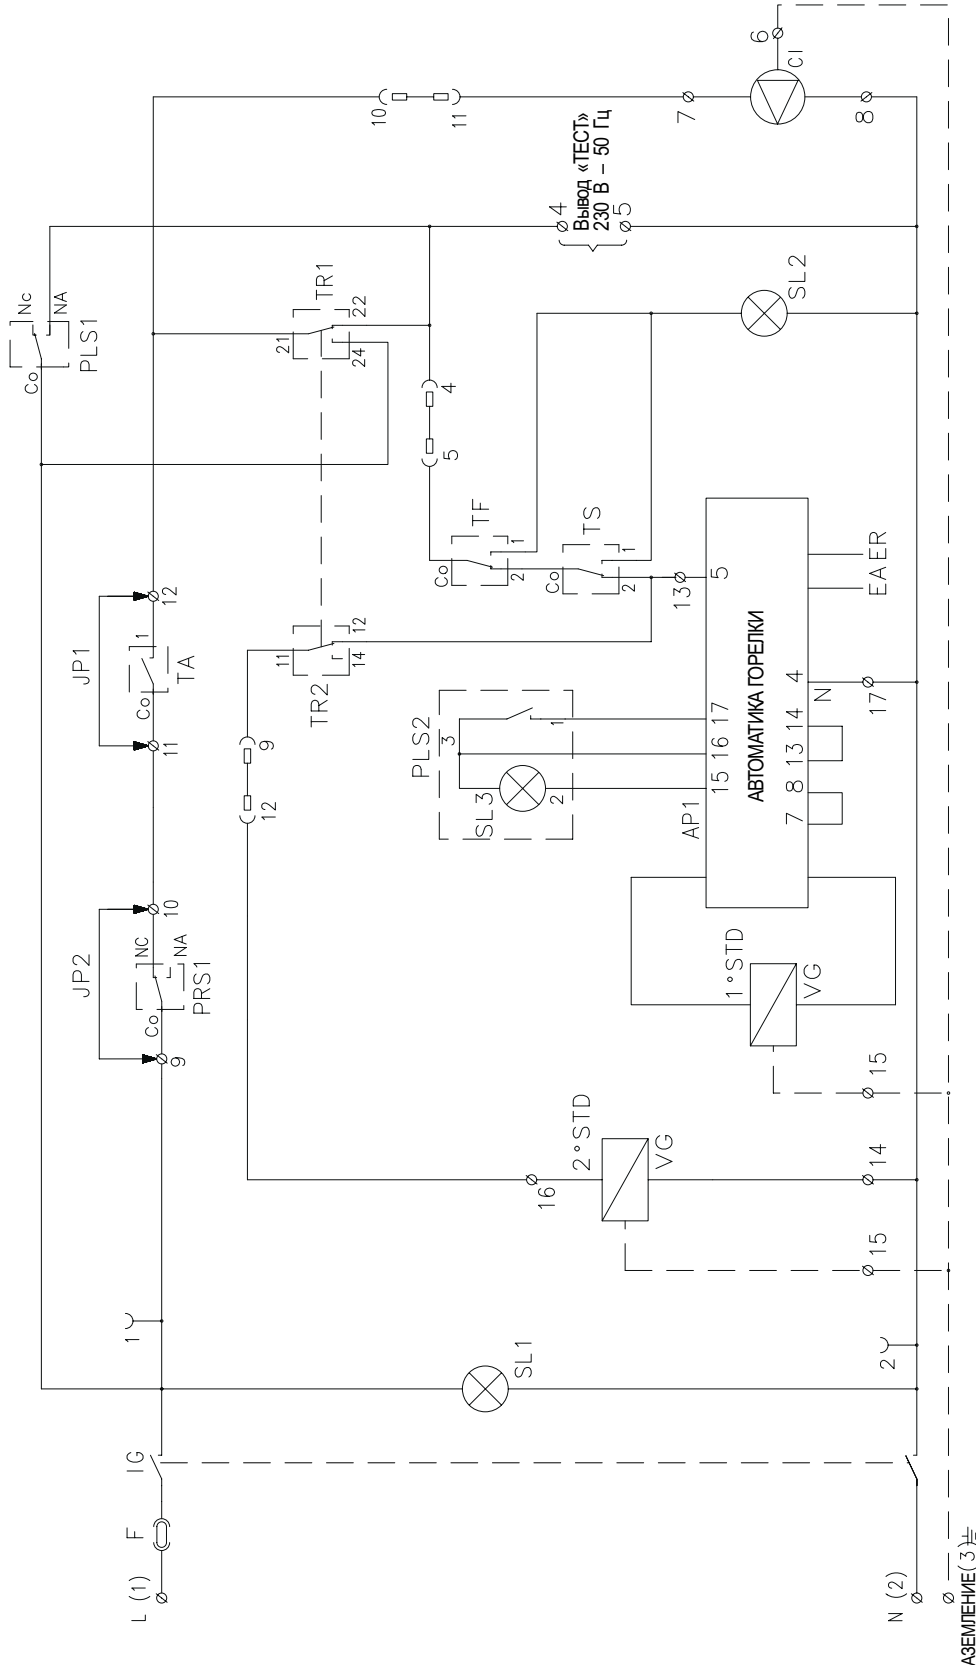 L (1)
F
IG
1
SL1
N (2)
2
АЗЕМЛЕНИЕ( 3 )
JP2
9
Co
NC
NA
PRS1
10
JP1
11
Co
1
TA
12
Co
Nc
NA
PLS1
15
2°STD
VG
16
14
15
1°STD
VG
12
9
TR2
11
14
12
TR1
21
24
22
PLS2
SL3
3
2
1
AP1
15
16
17
5
АВТОМАТИКА ГОРЕЛКИ
7
8
13
14
4
N
17
EA
ER
13
TF
Co
2
1
TS
Co
2
1
5
4
SL2
4
5
Вывод «ТЕСТ»
230 В – 50 Гц
10
11
7
6
CI
8